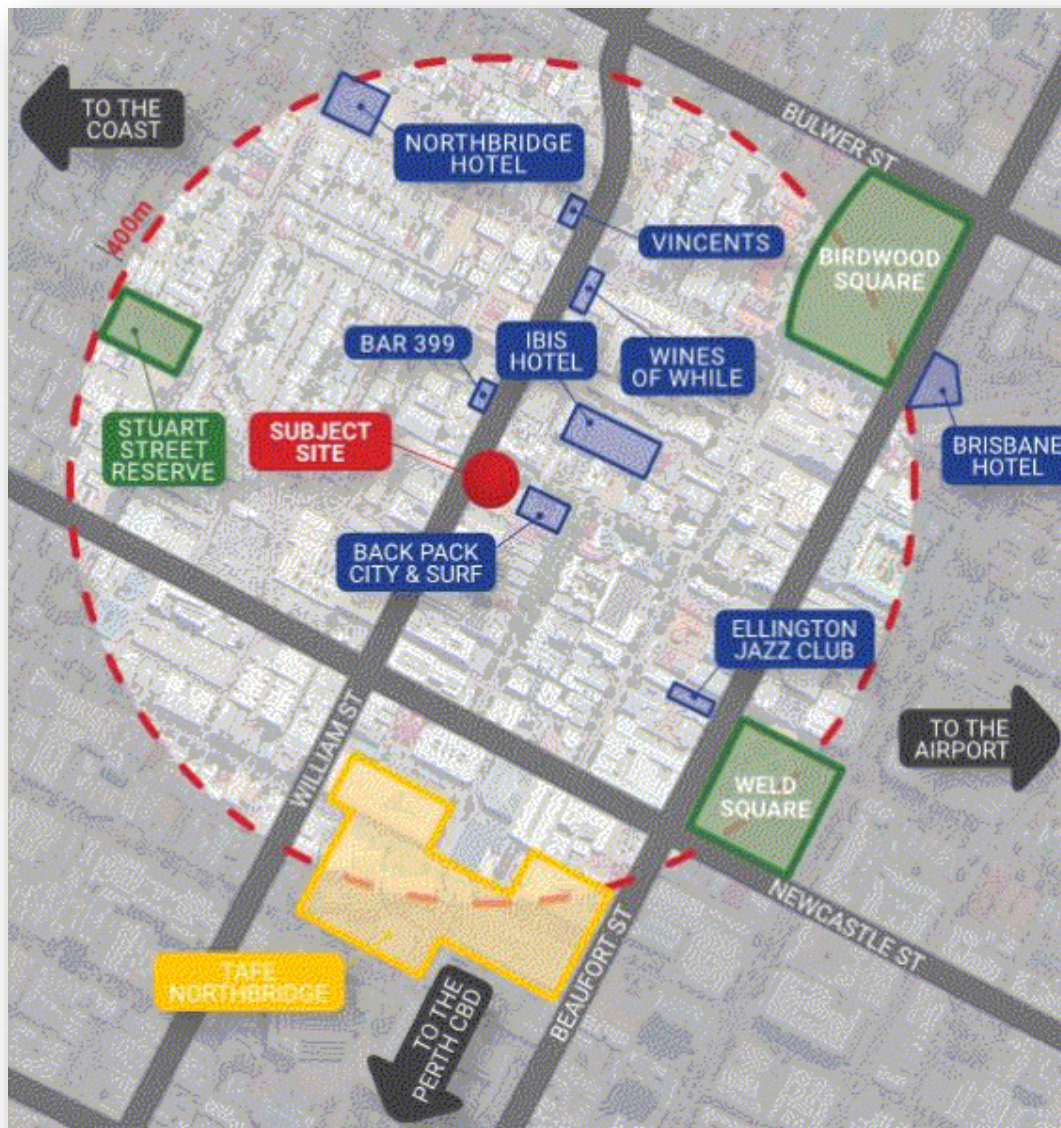 TO THE
COAST
NORTHBRIDGE
HOTEL
BULWER ST
400m
VINCENTS
BIRDWOOD
SQUARE
BAR 399
IBIS
HOTEL
WINES
OF WHILE
STUART
STREET
RESERVE
SUBJECT
SITE
BRISBANE
HOTEL
BACK PACK
CITY & SURF
ELLINGTON
JAZZ CLUB
TO THE
AIRPORT
WILLIAM ST
WELD
SQUARE
NEWCASTLE ST
BEAUFORT ST
TAFE
NORTHBRIDGE
TO THE
PERTH CBD